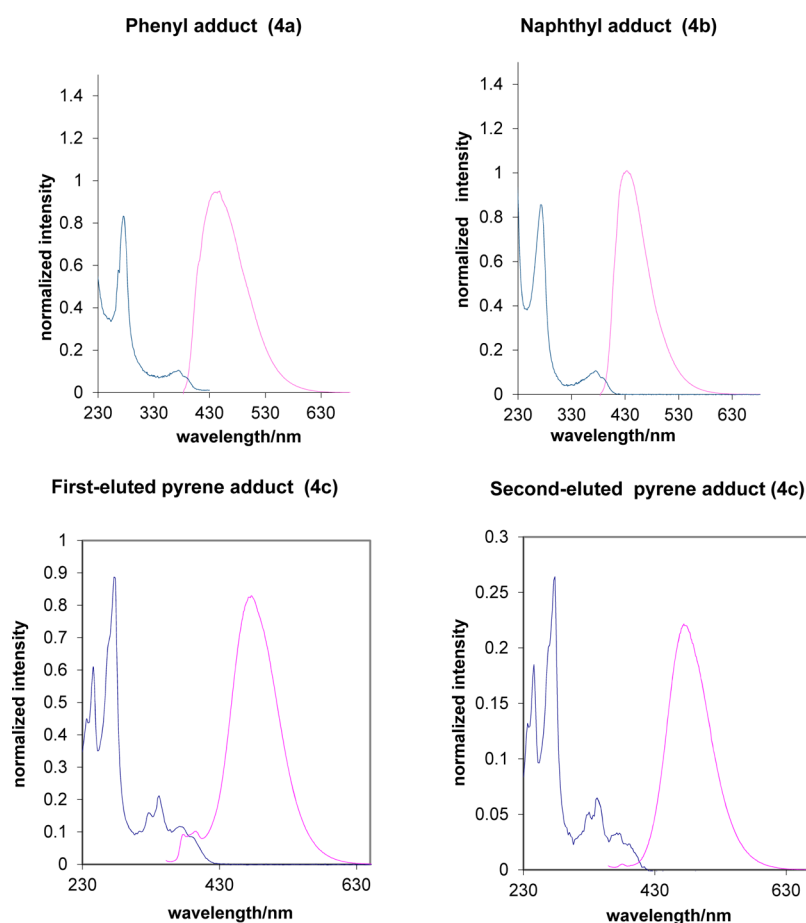 Phenyl adduct (4a)
normalized intensity
1.4
1.2
1
0.8
0.6
0.4
0.2
0
230 330 430 530 630
wavelength/nm
Naphthyl adduct (4b)
normalized intensity
1.4
1.2
1
0.8
0.6
0.4
0.2
0
230 330 430 530 630
wavelength/nm
First-eluted pyrene adduct (4c)
normalized intensity
1
0.9
0.8
0.7
0.6
0.5
0.4
0.3
0.2
0.1
0
230 430 630
wavelength/nm
Second-eluted pyrene adduct (4c)
normalized intensity
0.3
0.25
0.2
0.15
0.1
0.05
0
230 430 630
wavelength/nm